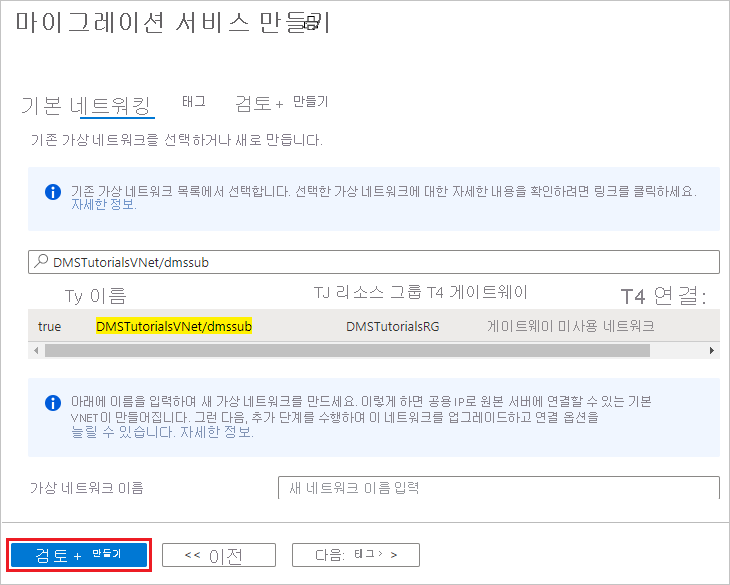 마이그레이션 서비스 만들기
기본 네트워킹 태그 검토 + 만들기
기존 가상 네트워크를 선택하거나 새로 만듭니다.
기존 가상 네트워크 목록에서 선택합니다. 선택한 가상 네트워크에 대한 자세한 내용을 확인하려면 링크를 클릭하세요.
자세한 정보.
DMSTutorialsVNet/dmssub
Ty 이름 TJ 리소스 그룹 T4 게이트웨이 T4 연결:
true DMSTutorialsVNet/dmssub DMSTutorialsRG 게이트웨이 미사용 네트워크
아래에 이름을 입력하여 새 가상 네트워크를 만드세요. 이렇게 하면 공용 IP로 원본 서버에 연결할 수 있는 기본
VNET이 만들어집니다. 그런 다음, 추가 단계를 수행하여 이 네트워크를 업그레이드하고 연결 옵션을
늘릴 수 있습니다. 자세한 정보.
가상 네트워크 이름 새 네트워크 이름 입력
검토 + 만들기 << 이전 다음: 태그> >